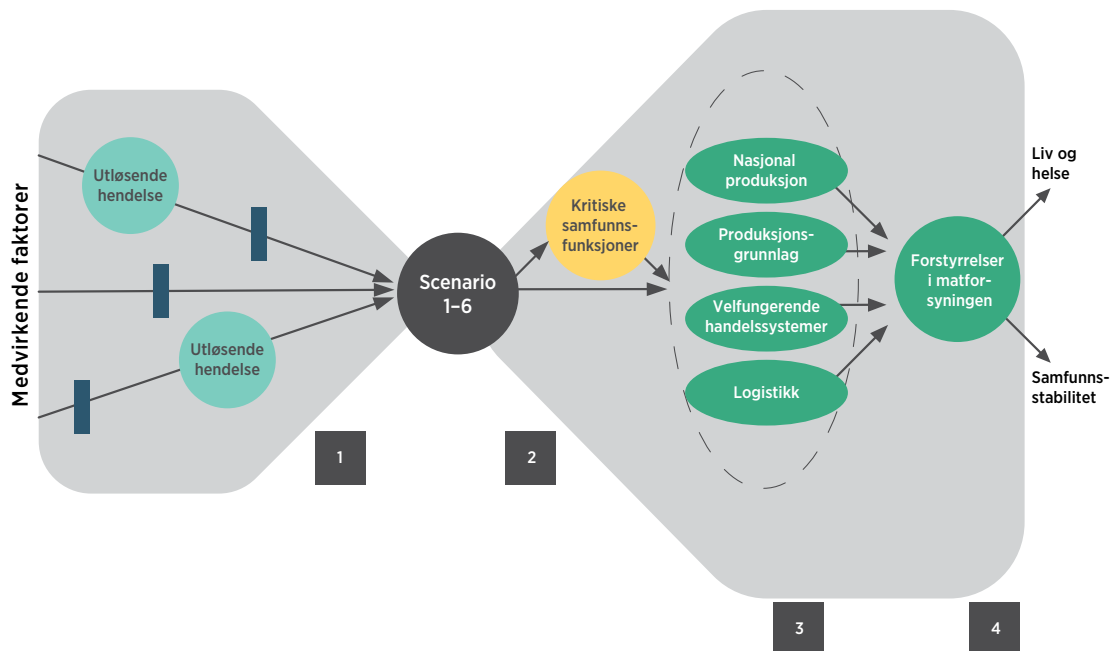 Medvirkende faktorer
Utløsende
hendelse
Utløsende
hendelse
1
Scenario
1–6
2
Kritiske
samfunns-
funksjoner
Nasjonal
produksjon
Produksjons-
grunnlag
Velfungerende
handelssystemer
Logistikk
3
Forstyrrelser
i matfor-
syningen
4
Liv og
helse
Samfunns-
stabilitet